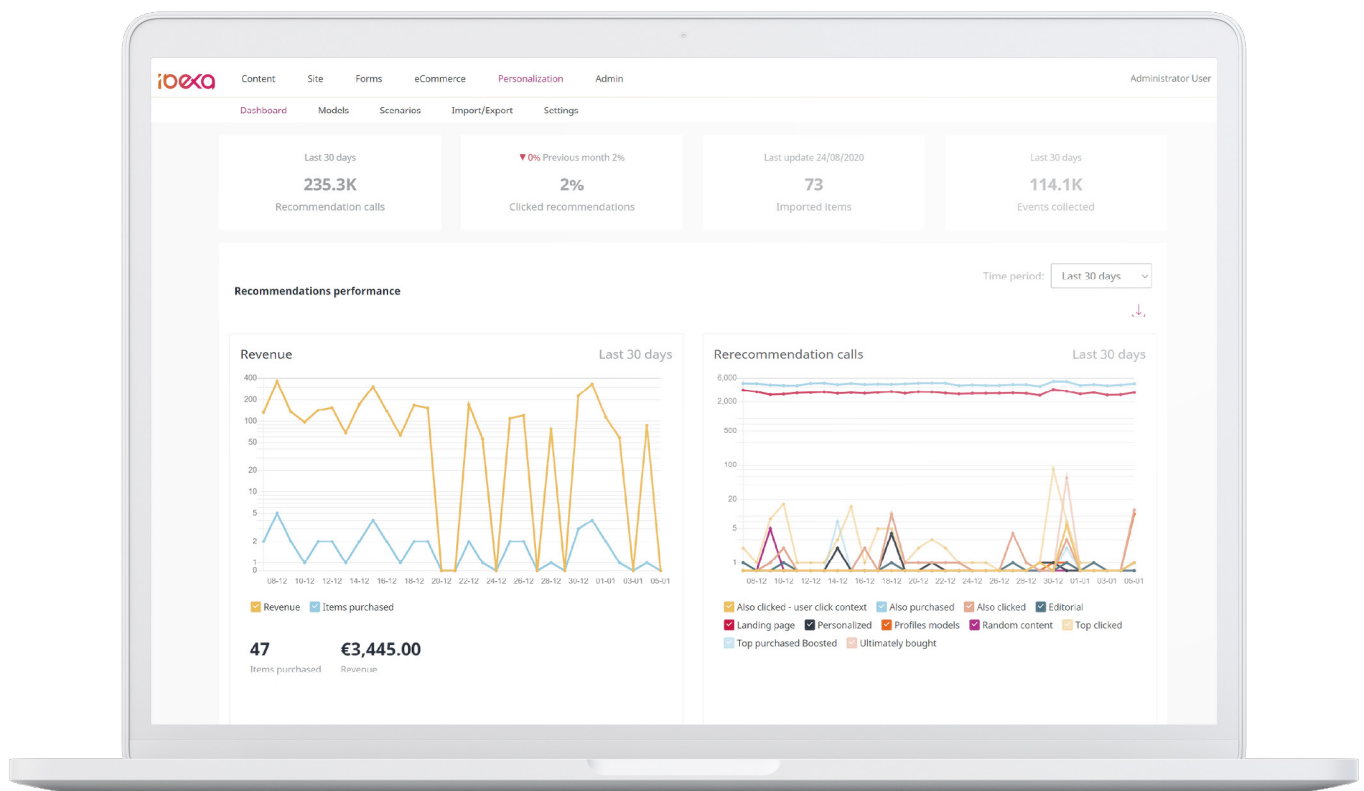 ibexa Content Site Forms eCommerce Personalization Admin Administrator User
Dashboard Models Scenarios Import/Export Settings
Last 30 days
235.3K
Recommendation calls
▼0% Previous month 2%
2%
Clicked recommendations
Last update 24/08/2020
73
Imported items
Last 30 days
114.1K
Events collected
Time period: Last 30 days
Recommendations performance
Revenue Last 30 days
400
200
100
50
20
10
5
2
1
0
08-12 10-12 12-12 14-12 16-12 18-12 20-12 22-12 24-12 26-12 28-12 30-12 01-01 03-01 05-01
Revenue Items purchased
47 €3,445.00
Items purchased Revenue
Rerecommendation calls Last 30 days
6,000
2,000
500
100
20
5
1
08-12 10-12 12-12 14-12 16-12 18-12 20-12 22-12 24-12 26-12 28-12 30-12 01-01 03-01 05-01
Also clicked - user click context Also purchased Also clicked Editorial
Landing page Personalized Profiles models Random content Top clicked
Top purchased Boosted Ultimately bought